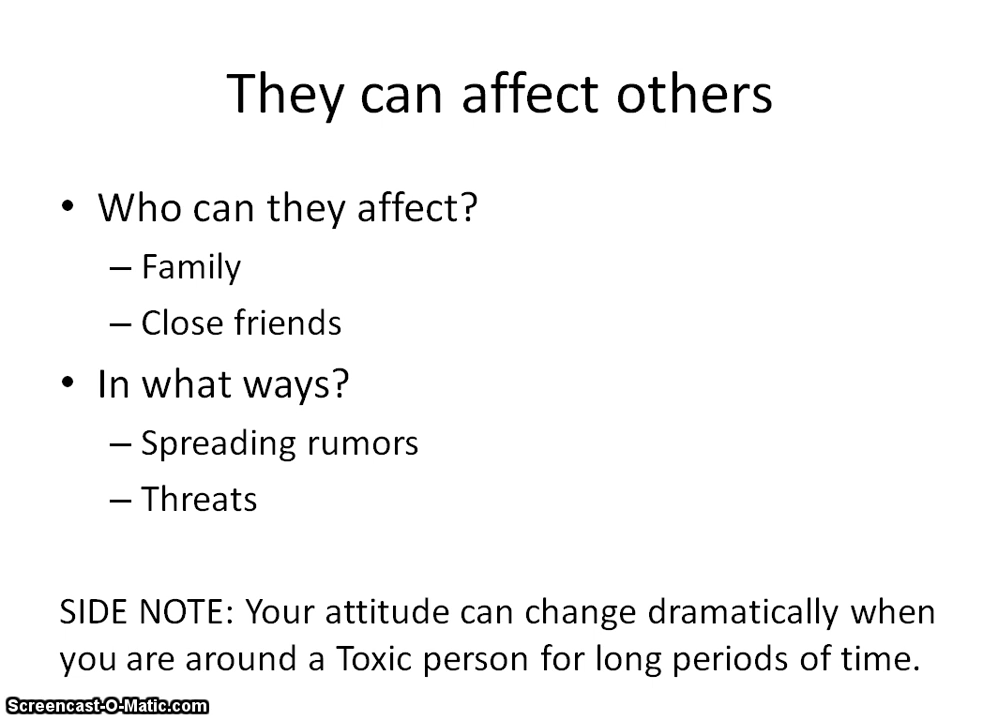 They can affect others
• Who can they affect?
– Family
– Close friends
• In what ways?
– Spreading rumors
– Threats
SIDE NOTE: Your attitude can change dramatically when
you are around a Toxic person for long periods of time.
Screencast-O-Matic.com